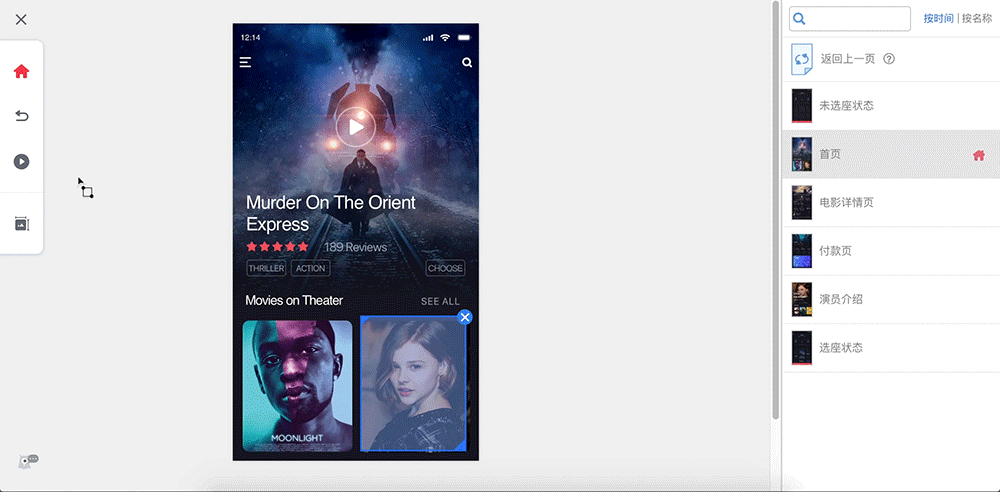 12:14
Murder On The Orient
Express
189 Reviews
THRILLER ACTION CHOOSE
Movies on Theater SEE ALL
MOONLIGHT
按时间 | 按名称
返回上一页 ?
未选座状态
首页
电影详情页
付款页
演员介绍
选座状态